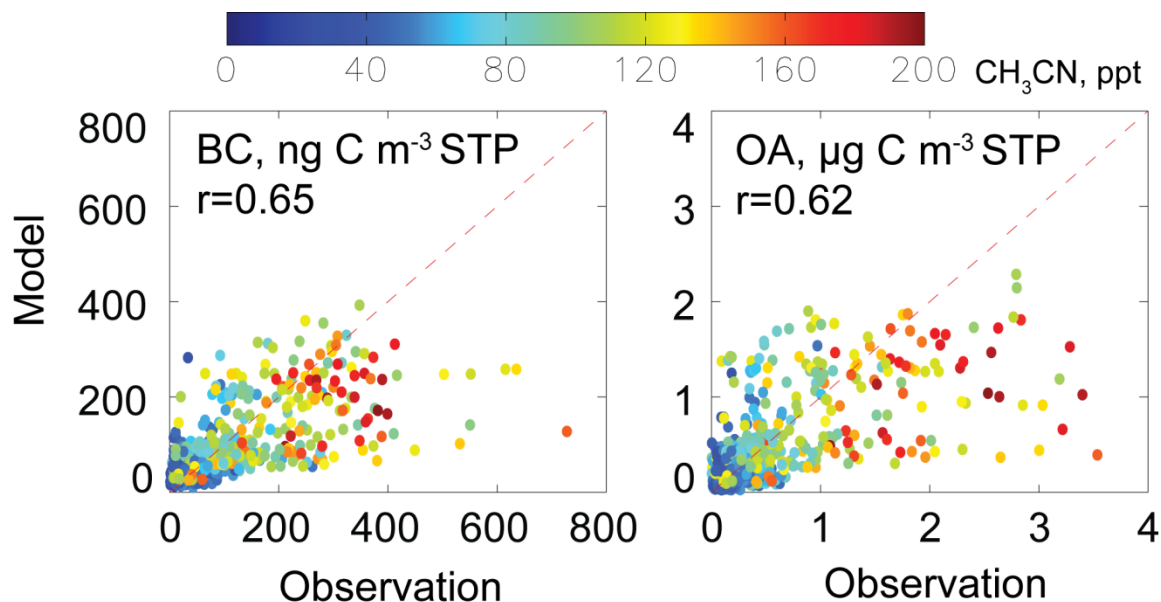 0 40 80 120 160 200 CH₃CN, ppt
BC, ng C m⁻³ STP
r=0.65
OA, µg C m⁻³ STP
r=0.62
Model
800
600
400
200
0
0 200 400 600 800
Observation
4
3
2
1
0
0 1 2 3 4
Observation